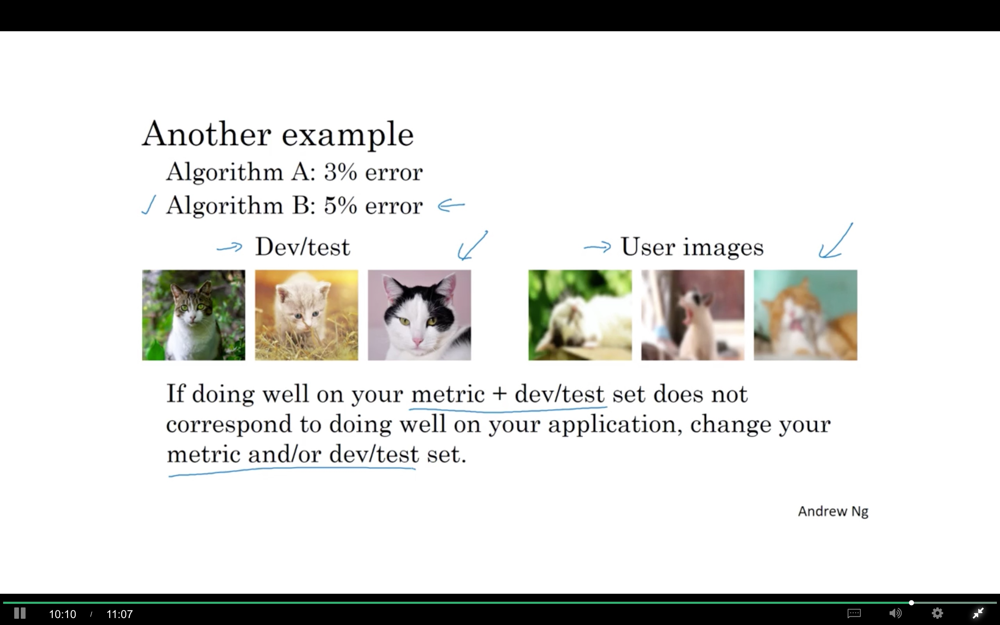 Another example
Algorithm A: 3% error
Algorithm B: 5% error
Dev/test
User images
If doing well on your metric + dev/test set does not
correspond to doing well on your application, change your
metric and/or dev/test set.
Andrew Ng
10:10 / 11:07